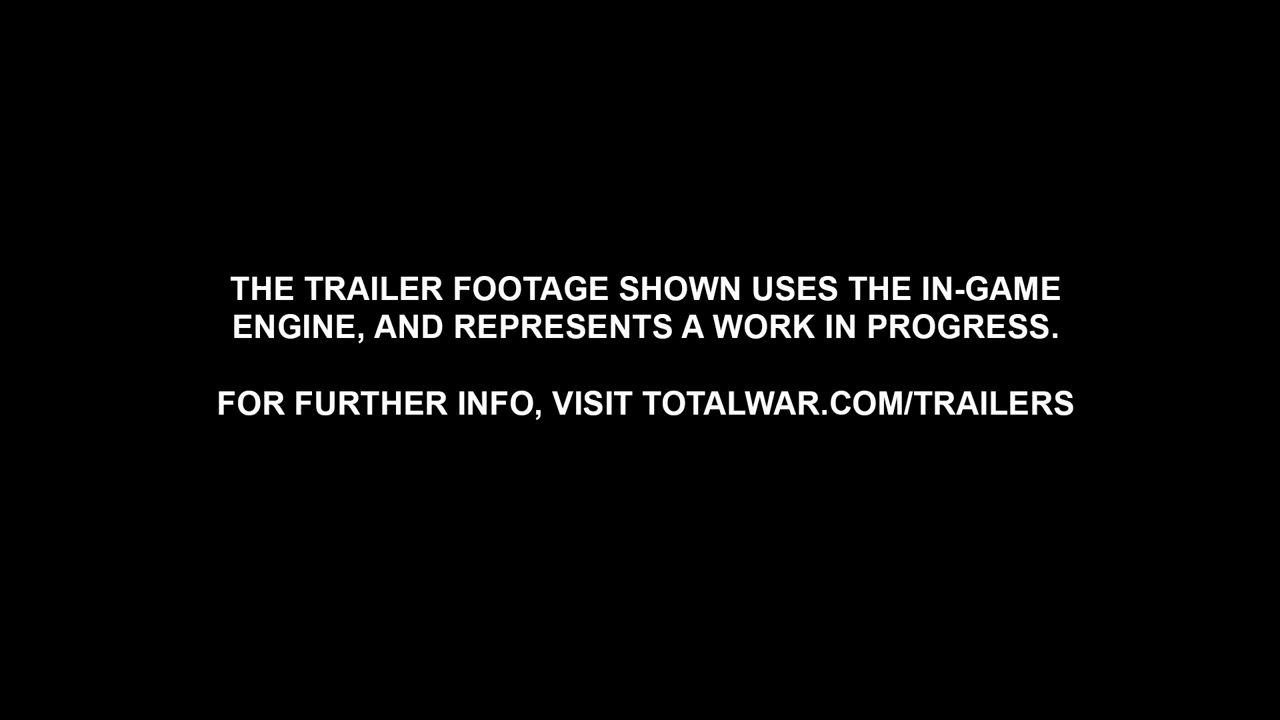 THE TRAILER FOOTAGE SHOWN USES THE IN-GAME
ENGINE, AND REPRESENTS A WORK IN PROGRESS.
FOR FURTHER INFO, VISIT TOTALWAR.COM/TRAILERS